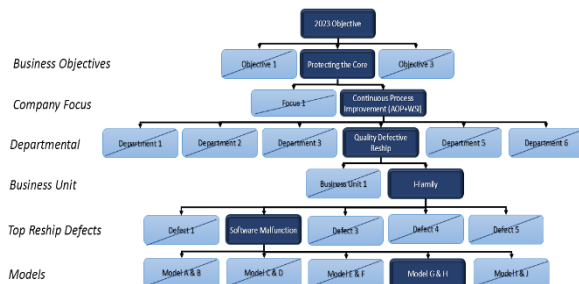 2023 Objective
Business Objectives
Objective 1
Protecting the Core
Objective 3
Company Focus
Focus 1
Continuous Process
Improvement (AOP+WSI)
Departmental
Department 1
Department 2
Department 3
Quality Defective
Reship
Department 5
Department 6
Business Unit
Business Unit 1
I-Family
Top Reship Defects
Defect 1
Software Malfunction
Defect 3
Defect 4
Defect 5
Models
Model A & B
Model C & D
Model E & F
Model G & H
Model I & J